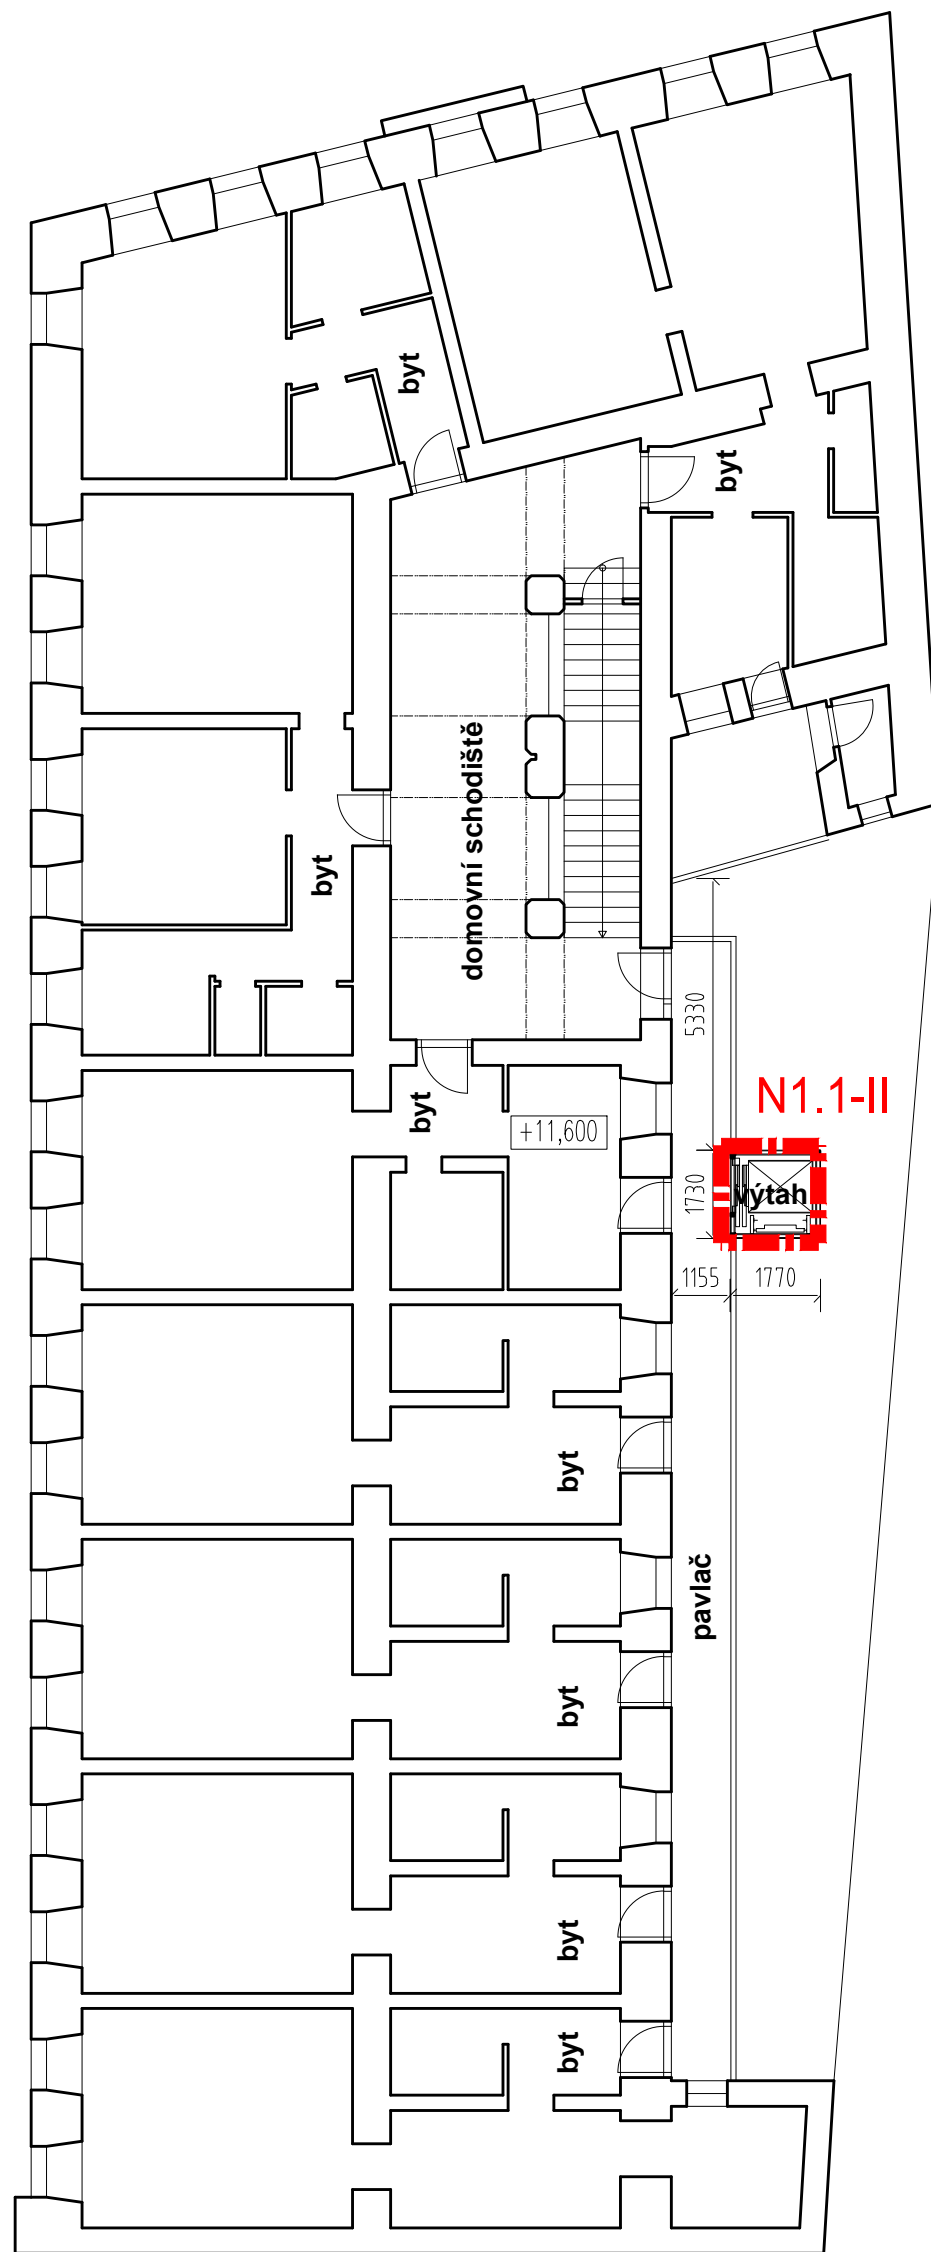 byt
byt
domovní schodiště
byt
5330
N1.1-II
byt
+11,600
výtah
1730
1155
1770
byt
pavlač
byt
byt
byt